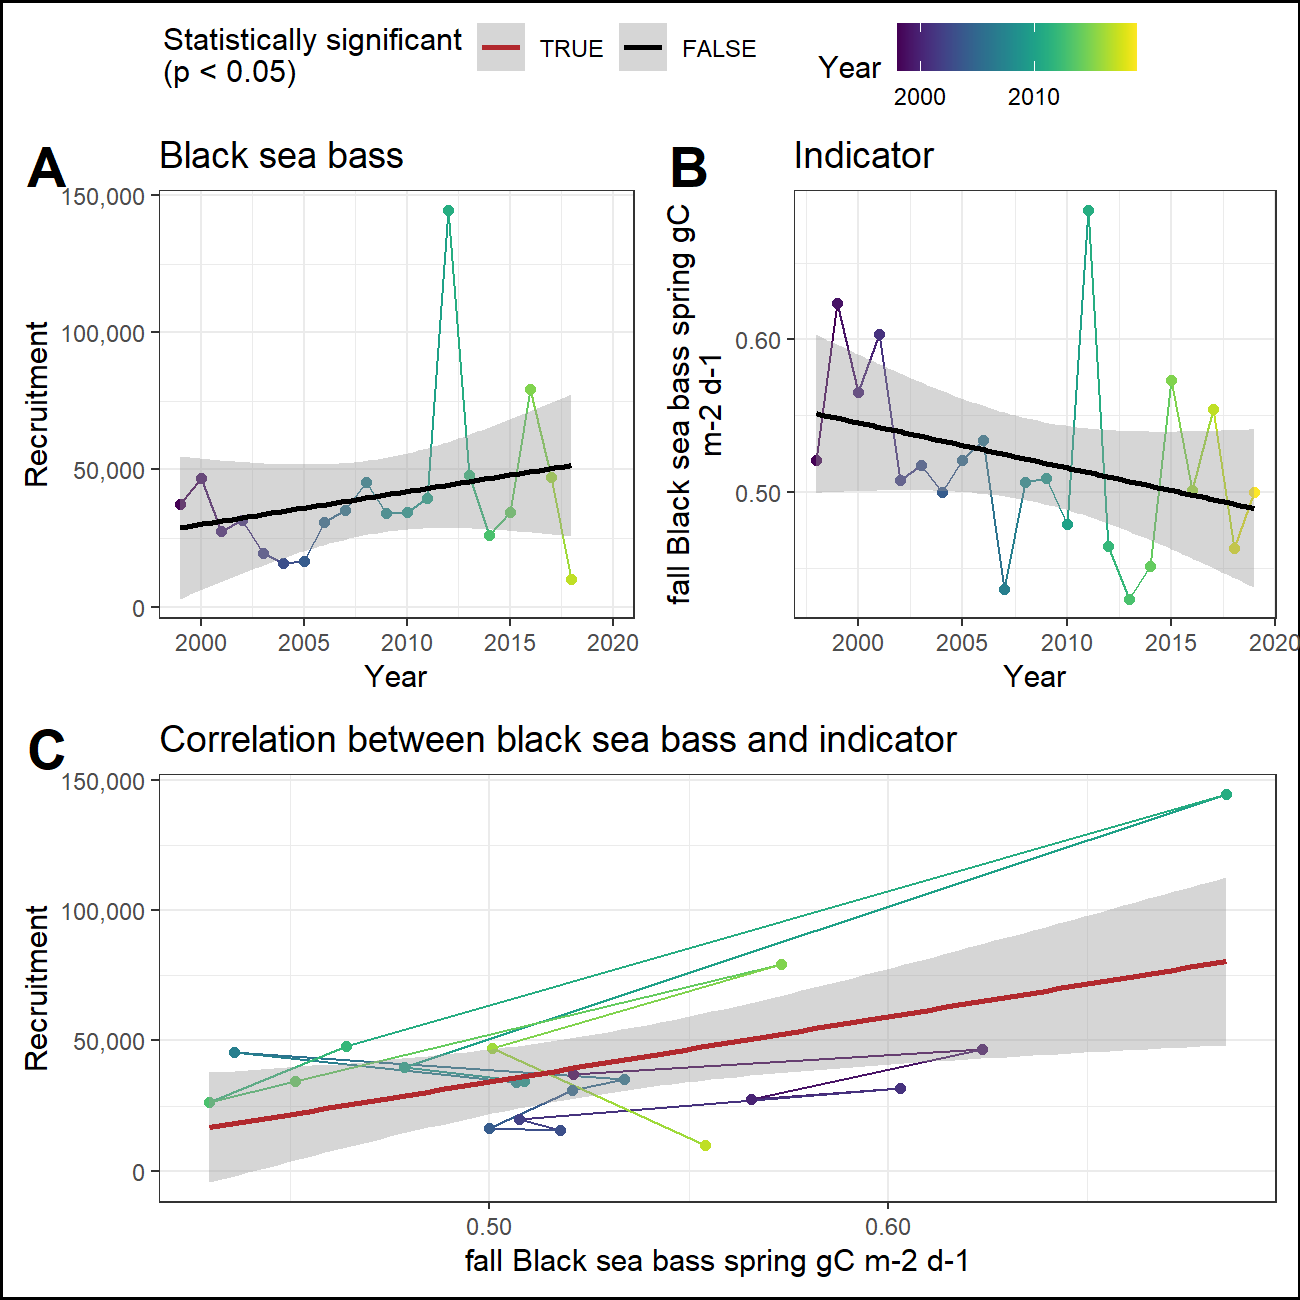 Statistically significant
(p < 0.05)
TRUE
FALSE
Year
2000
2010
A
Black sea bass
150,000
100,000
50,000
0
Recruitment
2000
2005
2010
2015
2020
Year
B
Indicator
fall Black sea bass spring gC
m-2 d-1
0.60
0.50
2000
2005
2010
2015
2020
Year
C
Correlation between black sea bass and indicator
150,000
100,000
50,000
0
Recruitment
0.50
0.60
fall Black sea bass spring gC m-2 d-1